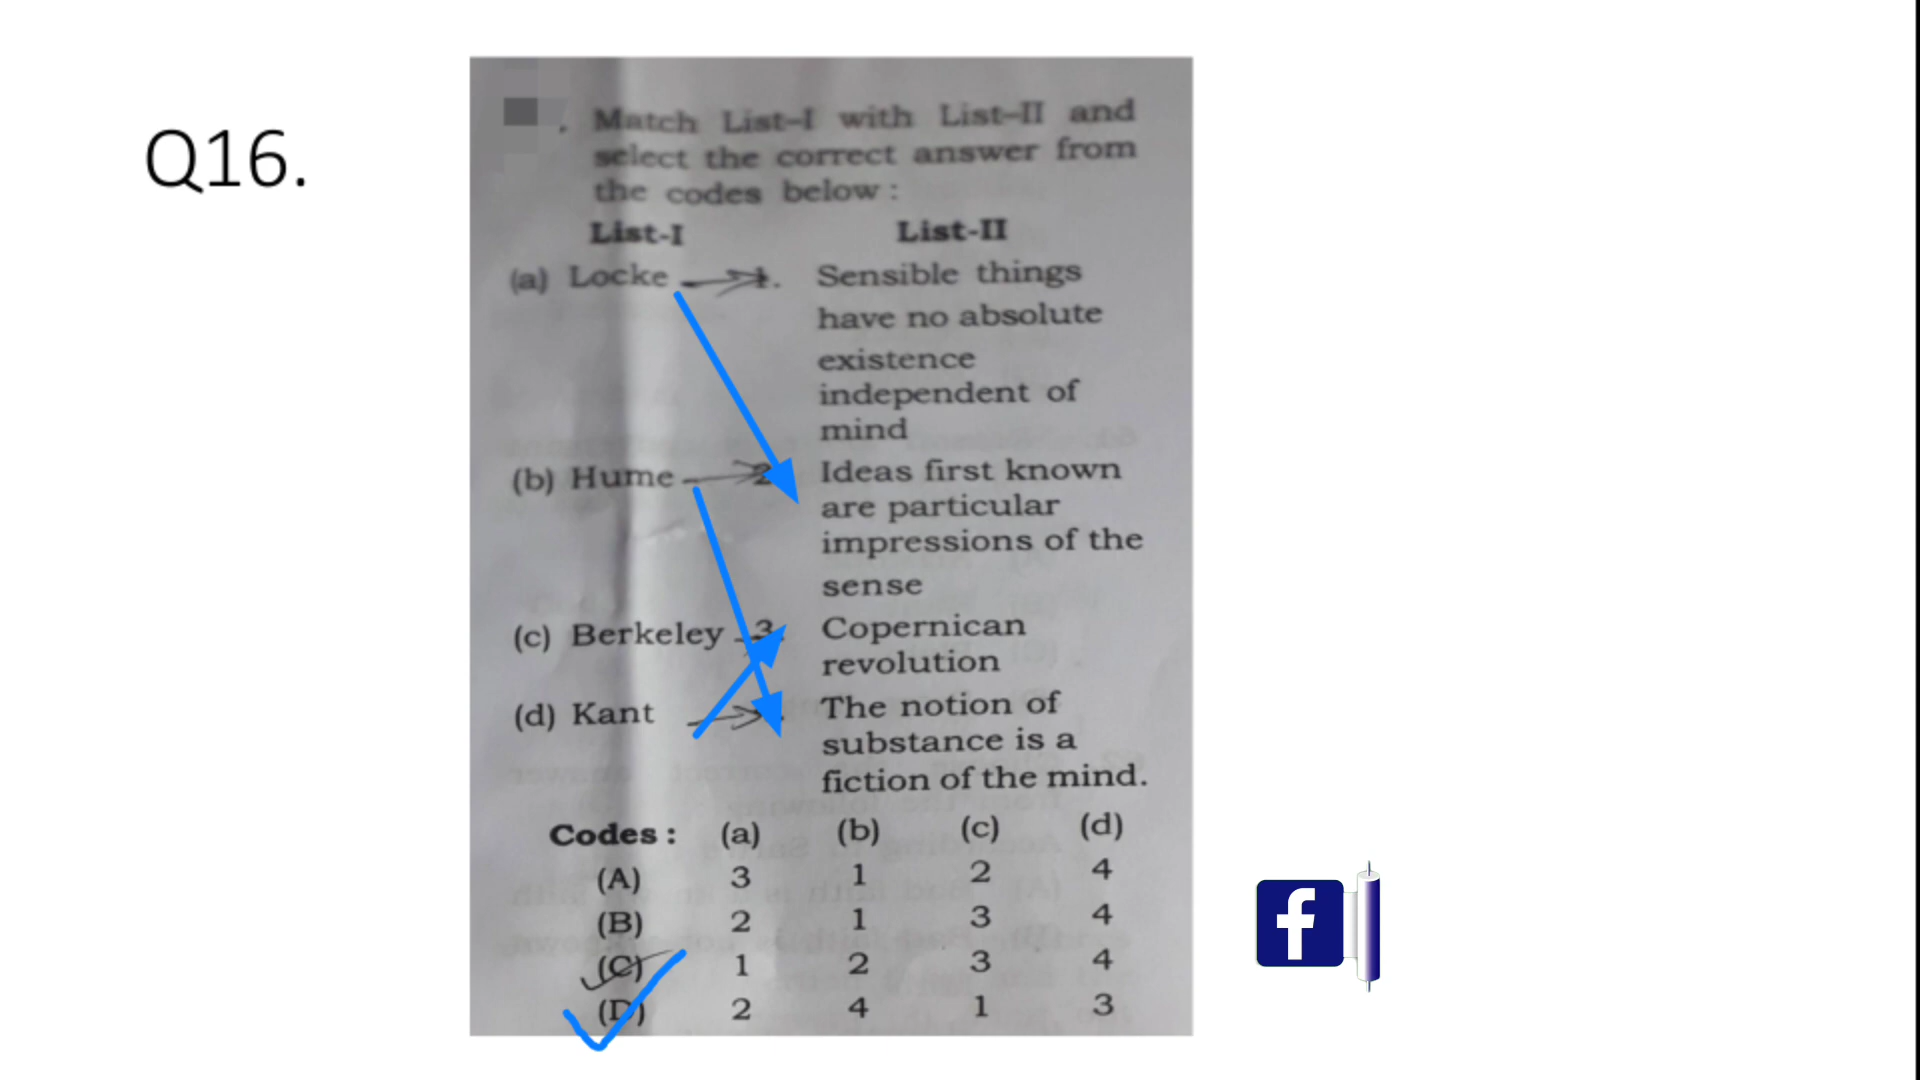 Q16.
Match List-I with List-II and
select the correct answer from
the codes below :
List-I List-II
(a) Locke 1. Sensible things
have no absolute
existence
independent of
mind
(b) Hume 2 Ideas first known
are particular
impressions of the
sense
(c) Berkeley 3. Copernican
revolution
(d) Kant The notion of
substance is a
fiction of the mind.
Codes : (a) (b) (c) (d)
(A) 3 1 2 4
(B) 2 1 3 4
(C) 1 2 3 4
(D) 2 4 1 3
f